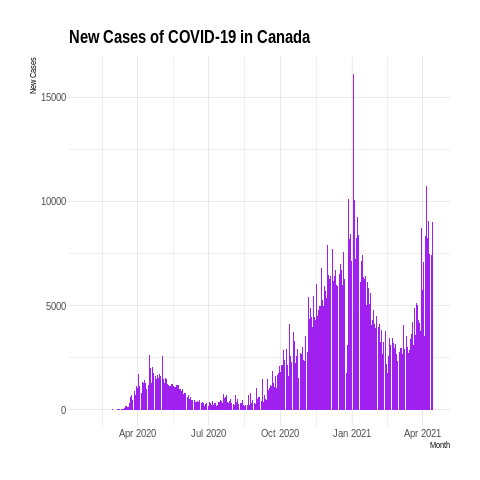 New Cases of COVID-19 in Canada
New Cases
15000
10000
5000
0
Apr 2020 Jul 2020 Oct 2020 Jan 2021 Apr 2021
Month